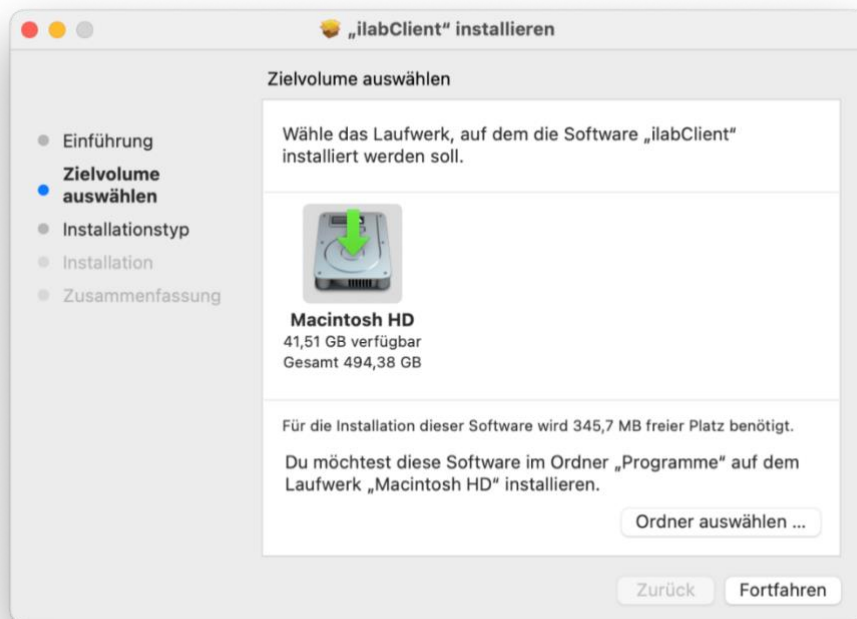 „ilabClient“ installieren
Zielvolume auswählen
Einführung
Zielvolume
auswählen
Installationstyp
Installation
Zusammenfassung
Wähle das Laufwerk, auf dem die Software „ilabClient“
installiert werden soll.
Macintosh HD
41,51 GB verfügbar
Gesamt 494,38 GB
Für die Installation dieser Software wird 345,7 MB freier Platz benötigt.
Du möchtest diese Software im Ordner „Programme“ auf dem
Laufwerk „Macintosh HD“ installieren.
Ordner auswählen ...
Zurück
Fortfahren